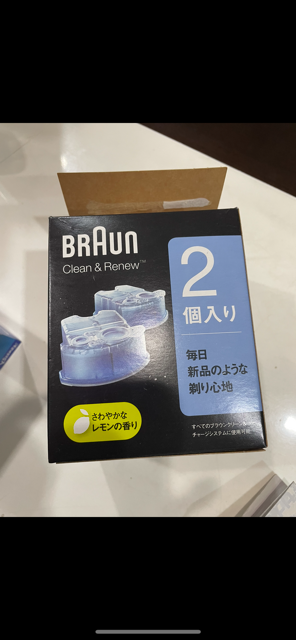 BRAUN
Clean & Renew™
2
個入り
毎日
新品のような
剃り心地
さわやかな
レモンの香り
すべてのブラウンクリーン&
チャージシステムに使用可能